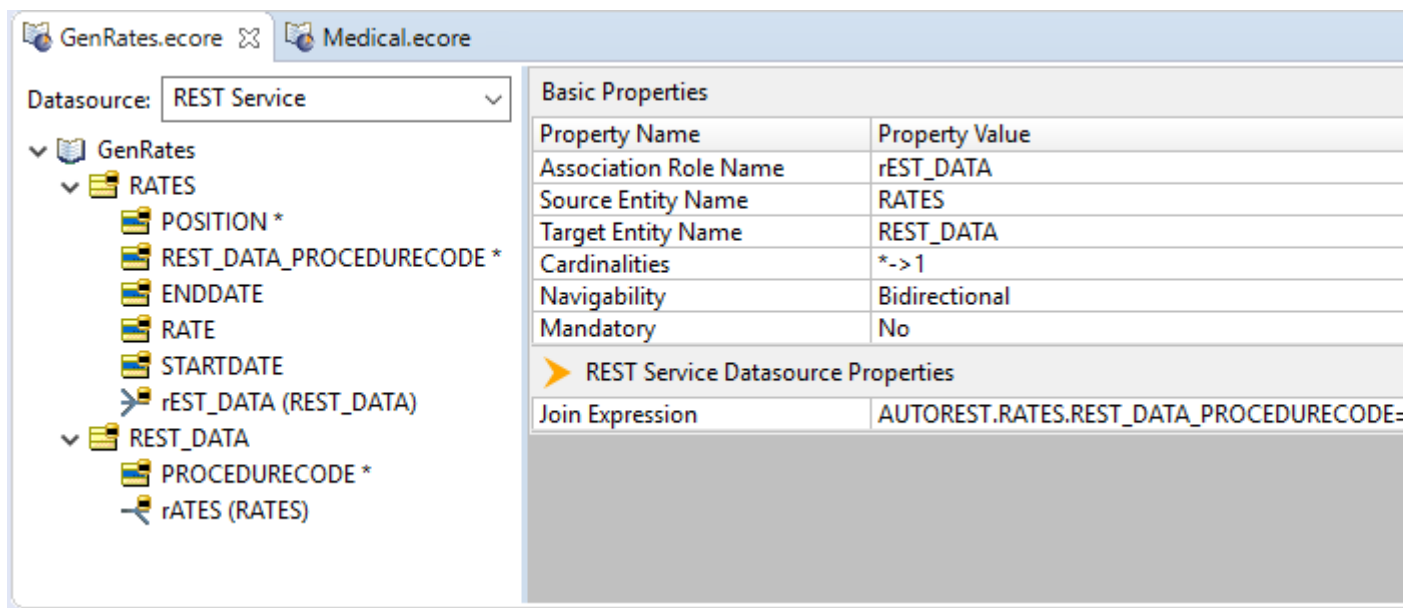 GenRates.ecore
Medical.ecore
Datasource: REST Service
GenRates
RATES
POSITION *
REST_DATA_PROCEDURECODE *
ENDDATE
RATE
STARTDATE
rEST_DATA (REST_DATA)
REST_DATA
PROCEDURECODE *
rATES (RATES)
Basic Properties
Property Name Property Value
Association Role Name rEST_DATA
Source Entity Name RATES
Target Entity Name REST_DATA
Cardinalities *->1
Navigability Bidirectional
Mandatory No
REST Service Datasource Properties
Join Expression AUTOREST.RATES.REST_DATA_PROCEDURECODE=